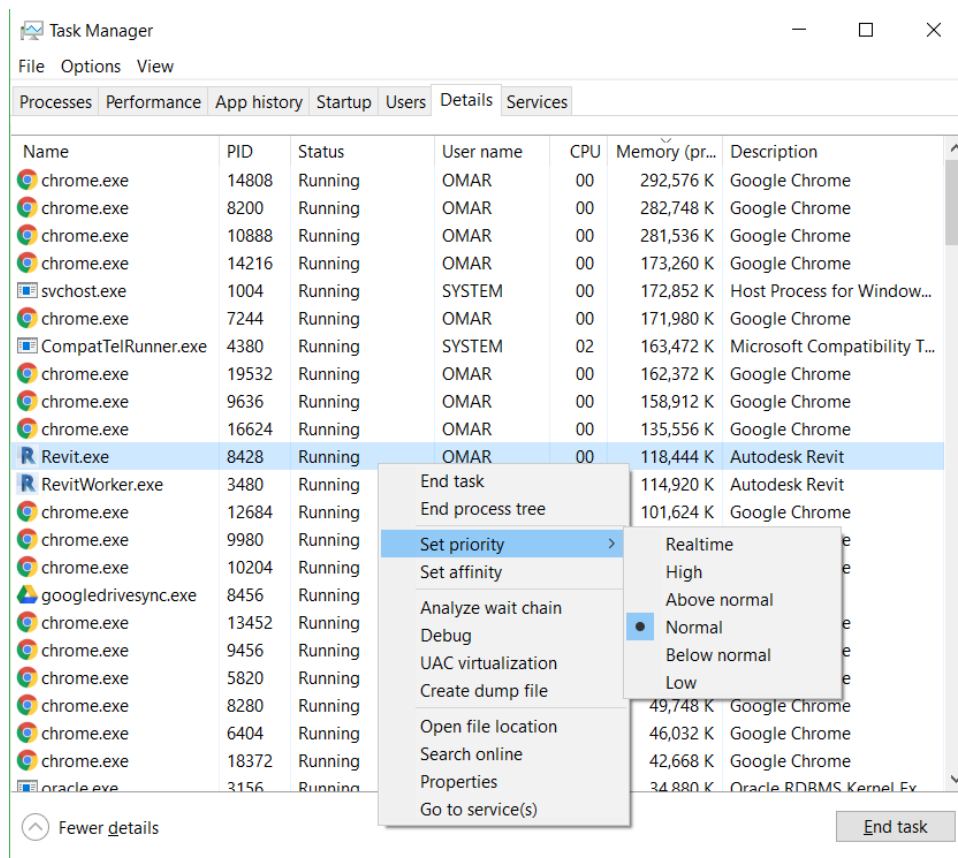 Task Manager
File Options View
Processes Performance App history Startup Users Details Services
Name PID Status User name CPU Memory (pr... Description
chrome.exe 14808 Running OMAR 00 292,576 K Google Chrome
chrome.exe 8200 Running OMAR 00 282,748 K Google Chrome
chrome.exe 10888 Running OMAR 00 281,536 K Google Chrome
chrome.exe 14216 Running OMAR 00 173,260 K Google Chrome
svchost.exe 1004 Running SYSTEM 00 172,852 K Host Process for Window...
chrome.exe 7244 Running OMAR 00 171,980 K Google Chrome
CompatTelRunner.exe 4380 Running SYSTEM 02 163,472 K Microsoft Compatibility T...
chrome.exe 19532 Running OMAR 00 162,372 K Google Chrome
chrome.exe 9636 Running OMAR 00 158,912 K Google Chrome
chrome.exe 16624 Running OMAR 00 135,556 K Google Chrome
Revit.exe 8428 Running OMAR 00 118,444 K Autodesk Revit
RevitWorker.exe 3480 Running 114,920 K Autodesk Revit
chrome.exe 12684 Running 101,624 K Google Chrome
chrome.exe 9980 Running
chrome.exe 10204 Running
googledrivesync.exe 8456 Running
chrome.exe 13452 Running
chrome.exe 9456 Running
chrome.exe 5820 Running
chrome.exe 8280 Running 49,748 K Google Chrome
chrome.exe 6404 Running 46,032 K Google Chrome
chrome.exe 18372 Running 42,668 K Google Chrome
oracle.exe 3156 Running 34,880 K Oracle RDBMS Kernel Ex
End task
End process tree
Set priority
Set affinity
Analyze wait chain
Debug
UAC virtualization
Create dump file
Open file location
Search online
Properties
Go to service(s)
Realtime
High
Above normal
Normal
Below normal
Low
Fewer details
End task